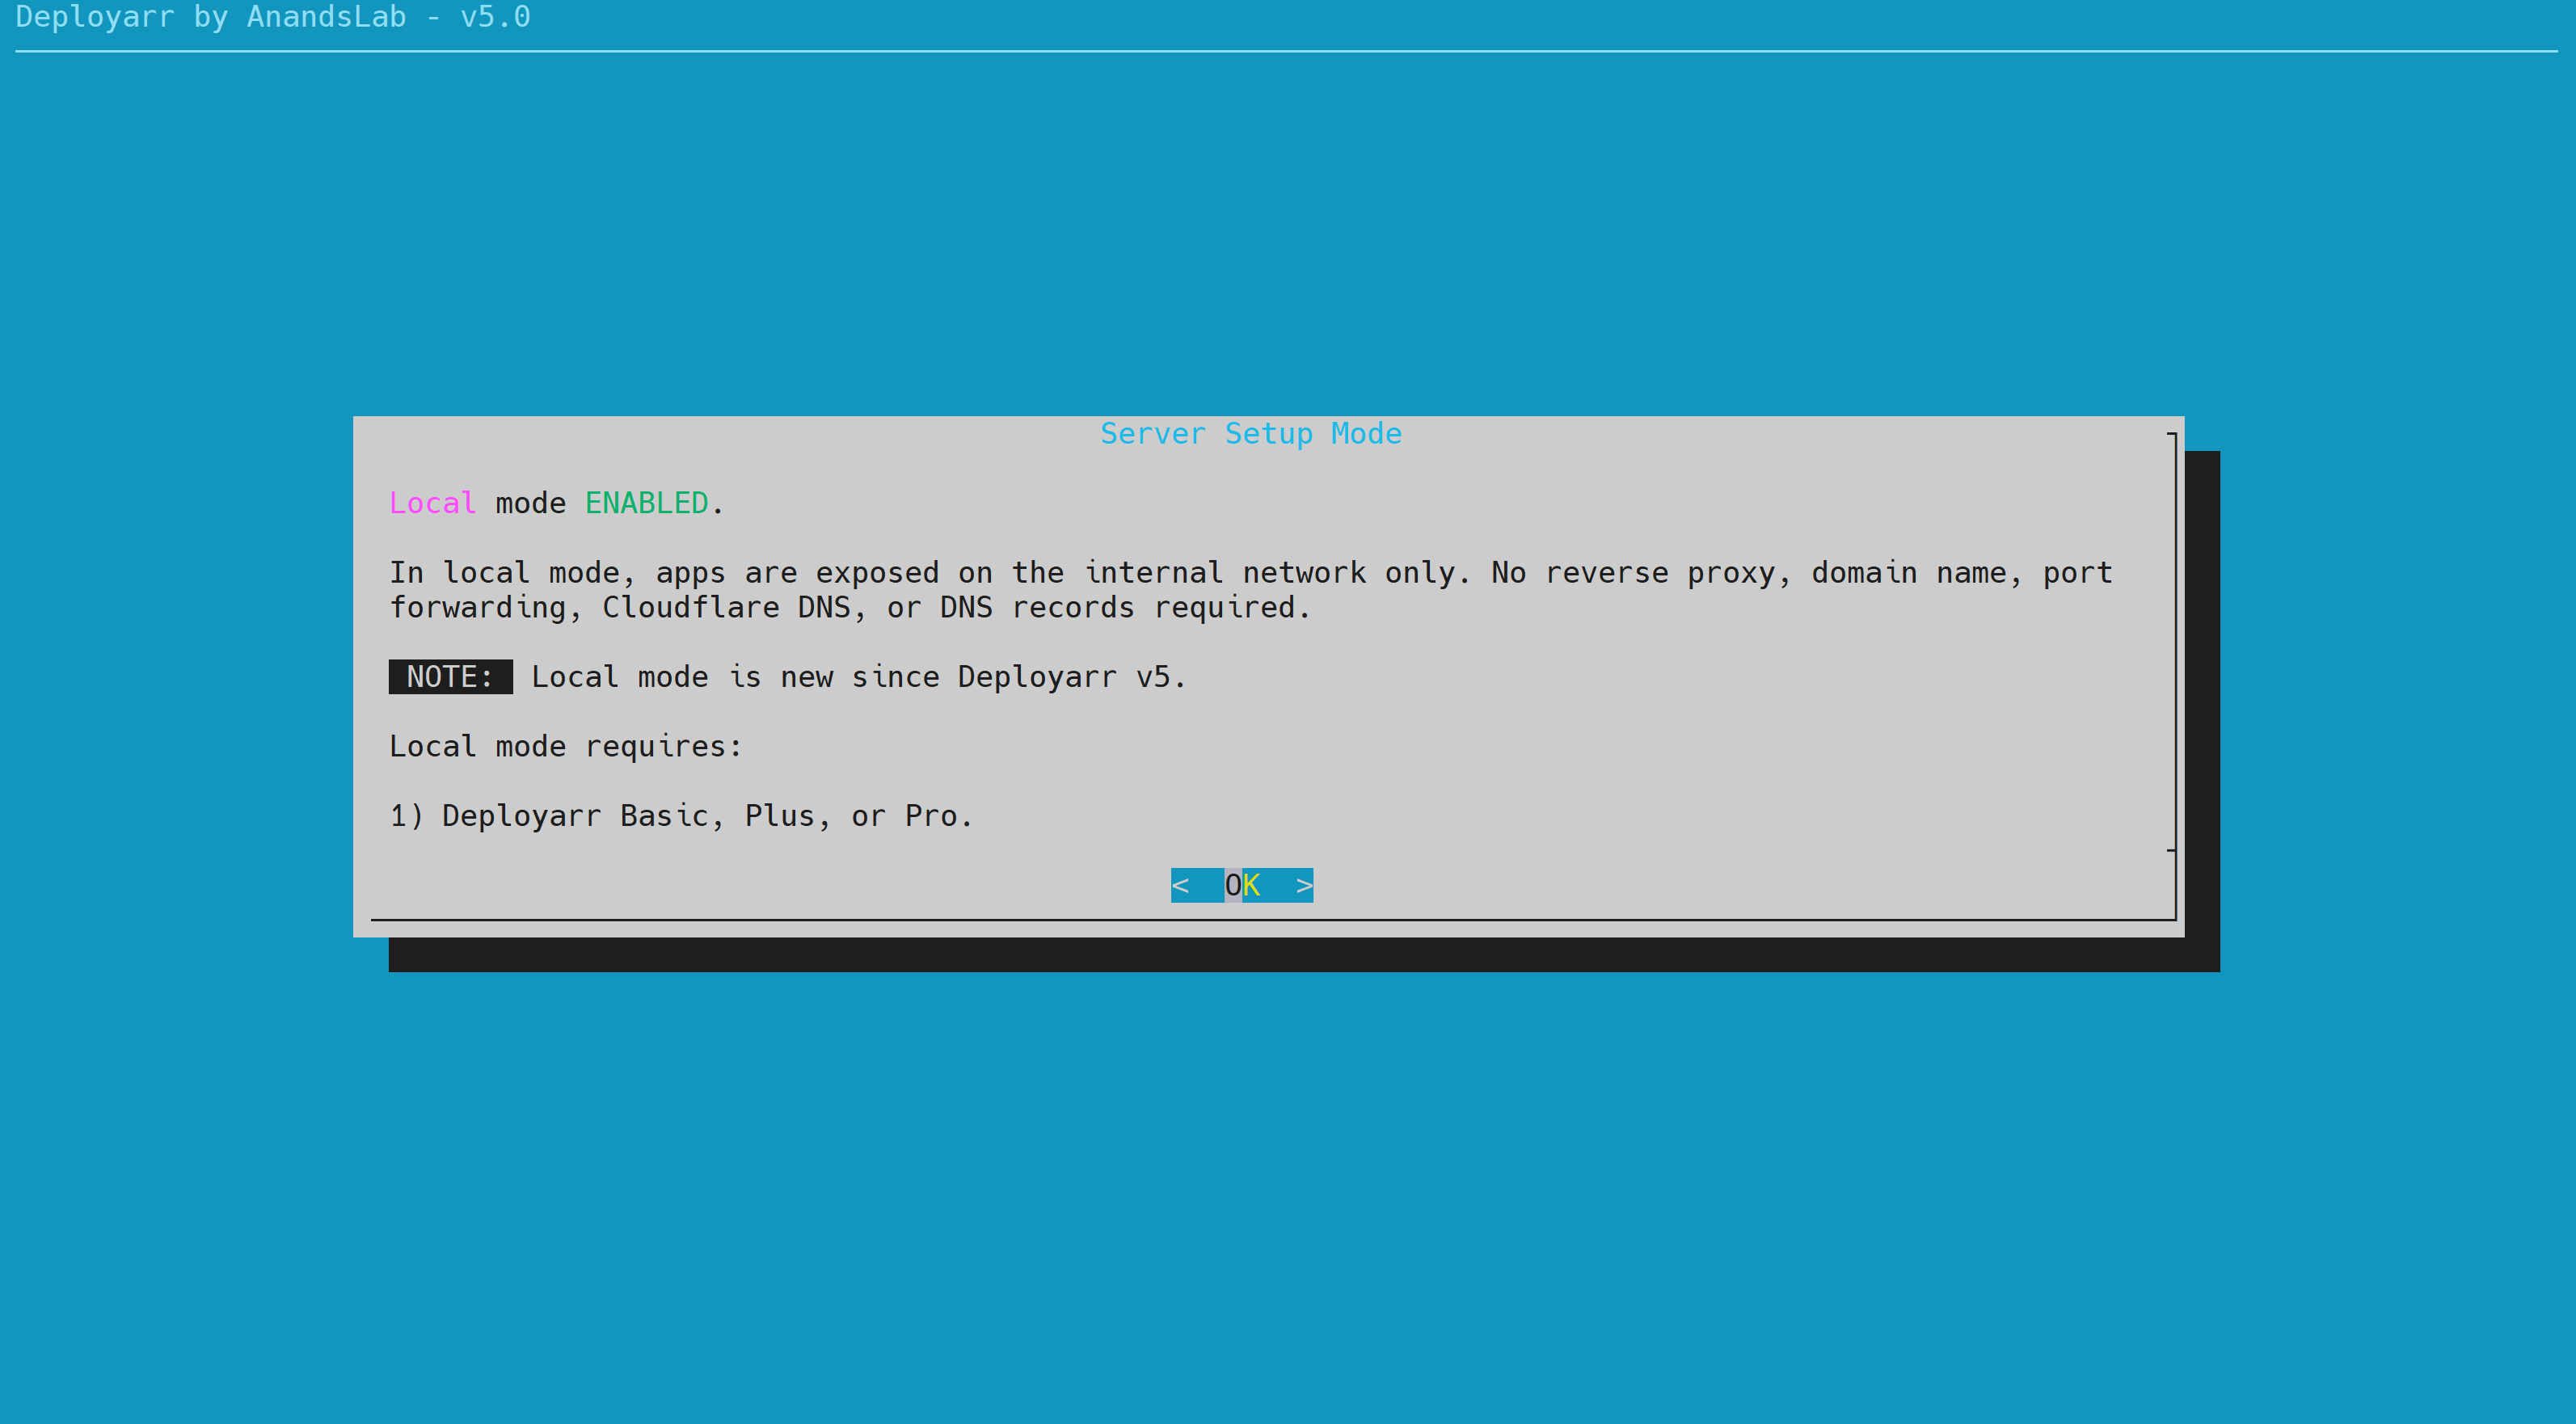 Deployarr by AnandsLab - v5.0
Server Setup Mode
Local mode ENABLED.
In local mode, apps are exposed on the internal network only. No reverse proxy, domain name, port
forwarding, Cloudflare DNS, or DNS records required.
NOTE: Local mode is new since Deployarr v5.
Local mode requires:
1) Deployarr Basic, Plus, or Pro.
<  OK  >